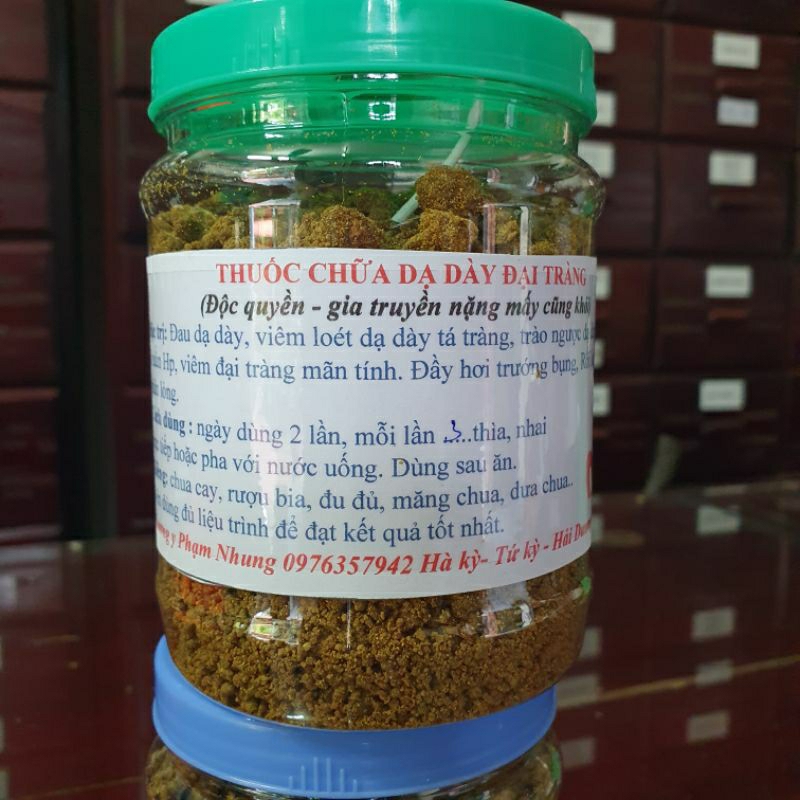 THUỐC CHỮA DẠ DÀY ĐẠI TRÀNG
(Độc quyền - gia truyền nặng mấy cũng khỏi)
trị: Đau dạ dày, viêm loét dạ dày tá tràng, trào ngược dạ
Hp, viêm đại tràng mãn tính. Đầy hơi trướng bụng,
lỏng.
dùng : ngày dùng 2 lần, mỗi lần 3..thìa, nhai
tiếp hoặc pha với nước uống. Dùng sau ăn.
chua cay, rượu bia, đu đủ, măng chua, dưa chua..
dùng đủ liệu trình để đạt kết quả tốt nhất.
y Phạm Nhung 0976357942 Hà kỳ- Tứ kỳ - Hải